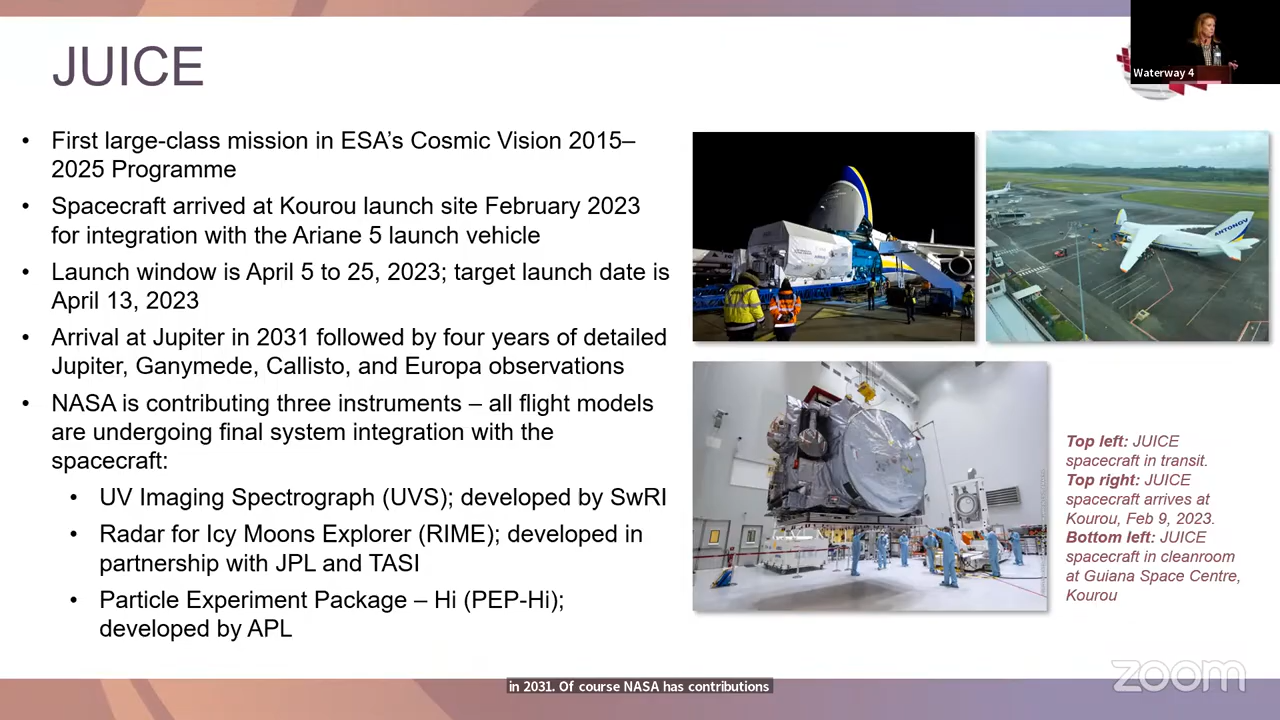 JUICE
Waterway 4
• First large-class mission in ESA's Cosmic Vision 2015–
2025 Programme
• Spacecraft arrived at Kourou launch site February 2023
for integration with the Ariane 5 launch vehicle
• Launch window is April 5 to 25, 2023; target launch date is
April 13, 2023
• Arrival at Jupiter in 2031 followed by four years of detailed
Jupiter, Ganymede, Callisto, and Europa observations
• NASA is contributing three instruments – all flight models
are undergoing final system integration with the
spacecraft:
• UV Imaging Spectrograph (UVS); developed by SwRI
• Radar for Icy Moons Explorer (RIME); developed in
partnership with JPL and TASI
• Particle Experiment Package – Hi (PEP-Hi);
developed by APL
ANTONOV
Top left: JUICE
spacecraft in transit.
Top right: JUICE
spacecraft arrives at
Kourou, Feb 9, 2023.
Bottom left: JUICE
spacecraft in cleanroom
at Guiana Space Centre,
Kourou
zoom
in 2031. Of course NASA has contributions